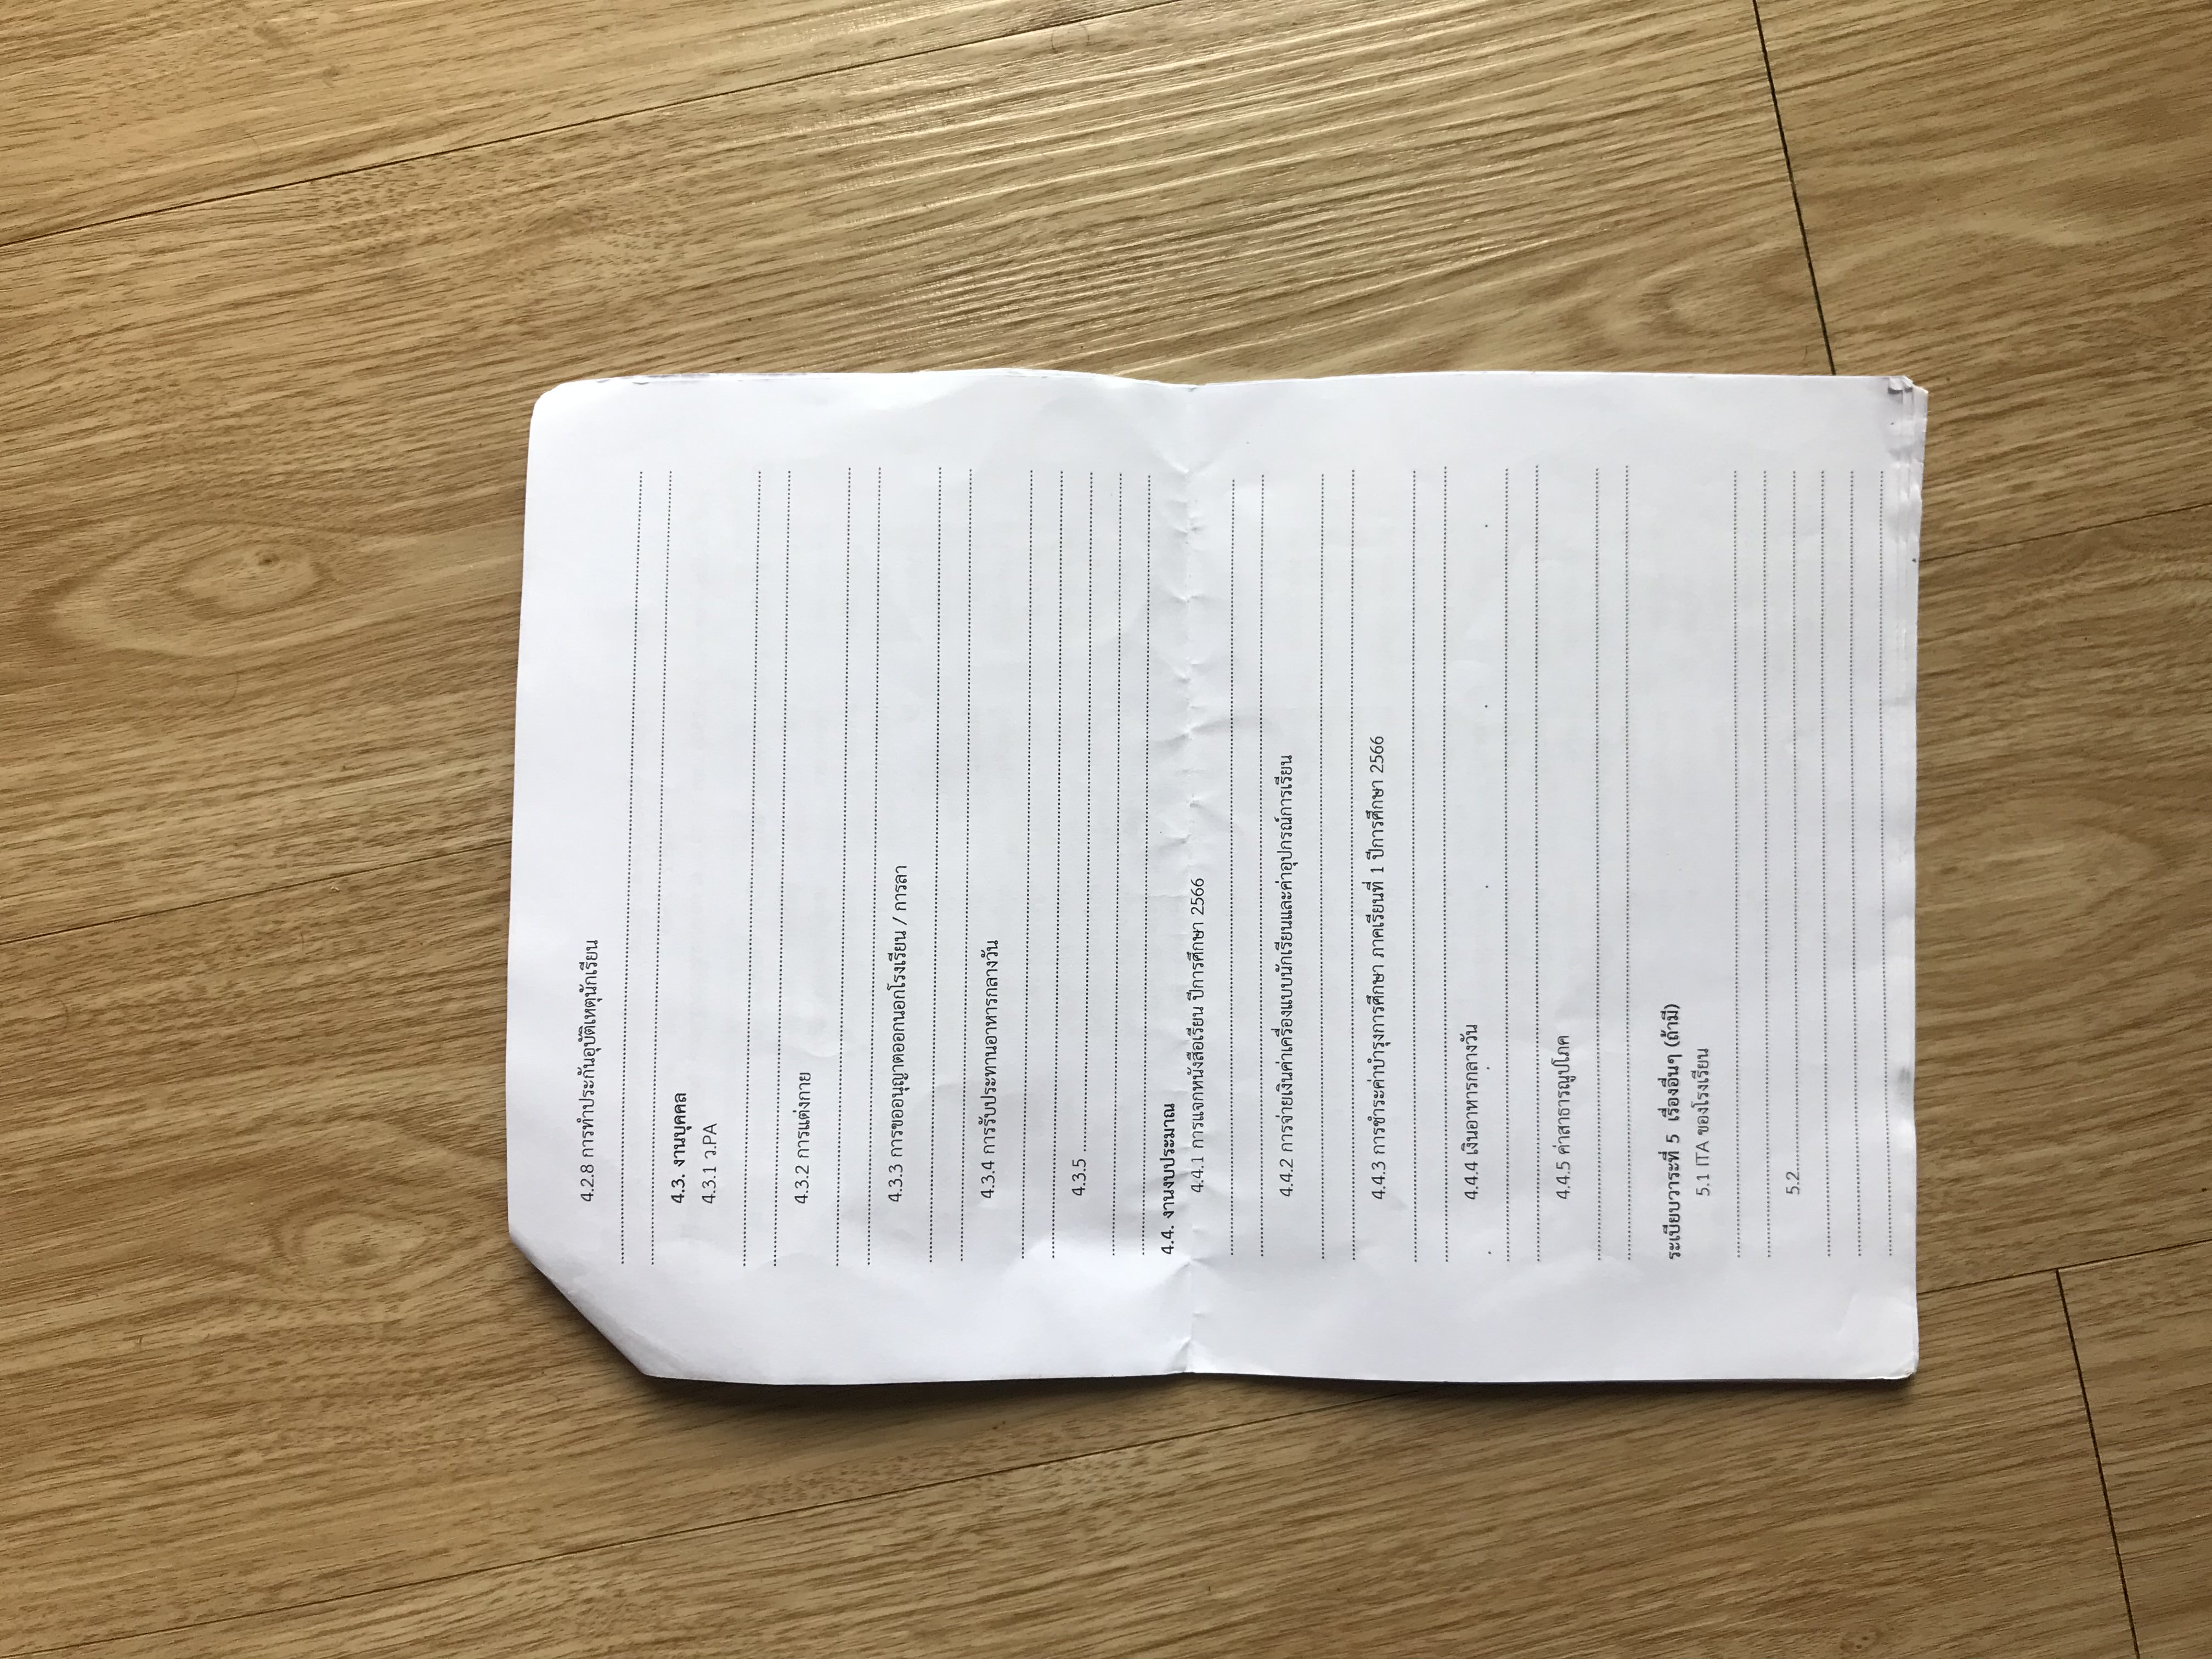 4.2.8 การทำประกันอุบัติเหตุนักเรียน
................................................................................
................................................................................
4.3. งานบุคคล
4.3.1 ว.PA
................................................................................
................................................................................
4.3.2 การแต่งกาย
................................................................................
................................................................................
4.3.3 การขออนุญาตออกนอกโรงเรียน / การลา
................................................................................
................................................................................
4.3.4 การรับประทานอาหารกลางวัน
................................................................................
................................................................................
4.3.5 ................................................................................
................................................................................
................................................................................
4.4. งานงบประมาณ
4.4.1 การแจกหนังสือเรียน ปีการศึกษา 2566
................................................................................
................................................................................
4.4.2 การจ่ายเงินค่าเครื่องแบบนักเรียนและค่าอุปกรณ์การเรียน
................................................................................
................................................................................
4.4.3 การชำระค่าบำรุงการศึกษา ภาคเรียนที่ 1 ปีการศึกษา 2566
................................................................................
................................................................................
4.4.4 เงินอาหารกลางวัน
................................................................................
................................................................................
4.4.5 ค่าสาธารณูปโภค
................................................................................
................................................................................
ระเบียบวาระที่ 5 เรื่องอื่นๆ (ถ้ามี)
5.1 ITA ของโรงเรียน
................................................................................
................................................................................
5.2................................................................................
................................................................................
................................................................................
................................................................................